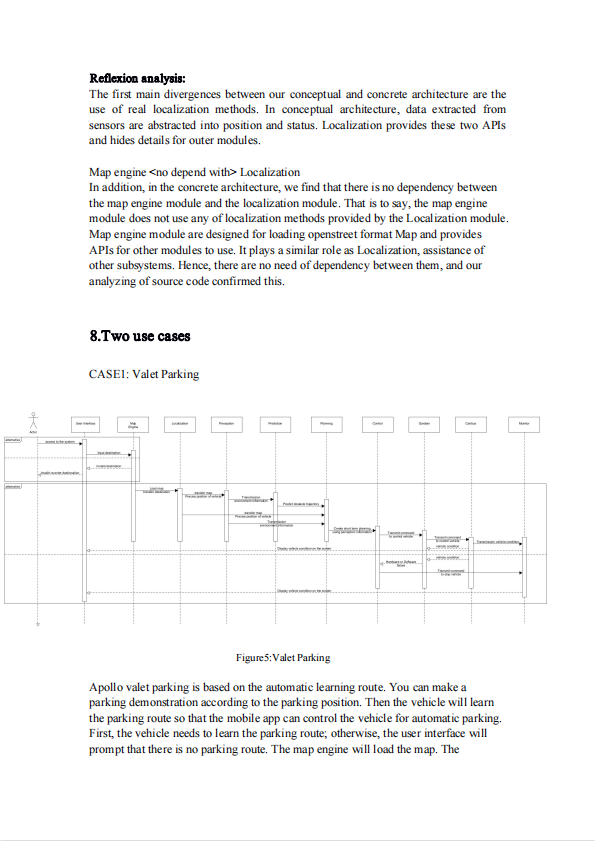 Reflexion analysis:
The first main divergences between our conceptual and concrete architecture are the
use of real localization methods. In conceptual architecture, data extracted from
sensors are abstracted into position and status. Localization provides these two APIs
and hides details for outer modules.
Map engine <no depend with> Localization
In addition, in the concrete architecture, we find that there is no dependency between
the map engine module and the localization module. That is to say, the map engine
module does not use any of localization methods provided by the Localization module.
Map engine module are designed for loading openstreet format Map and provides
APIs for other modules to use. It plays a similar role as Localization, assistance of
other subsystems. Hence, there are no need of dependency between them, and our
analyzing of source code confirmed this.
8.Two use cases
CASE1: Valet Parking
Actor
User Interface
Map
Engine
Localization
Perception
Prediction
Planning
Control
Canbus
Monitor
alternative
access to the system
input destination
invalid destination
alternative
transfer map
Precise position of vehicle
Transmission
environment information
Predict obstacle trajectory
transfer map
Precise position of vehicle
Transmission
environment information
Create short term planning
using perception information
Transmit command
to control vehicle
Transmit command
to control vehicle
Transmission vehicle condition
vehicle condition
Display vehicle condition on the screen
vehicle condition
Hardware or Software
failure
Transmit command
to stop vehicle
Display vehicle condition on the screen
Figure5:Valet Parking
Apollo valet parking is based on the automatic learning route. You can make a
parking demonstration according to the parking position. Then the vehicle will learn
the parking route so that the mobile app can control the vehicle for automatic parking.
First, the vehicle needs to learn the parking route; otherwise, the user interface will
prompt that there is no parking route. The map engine will load the map. The